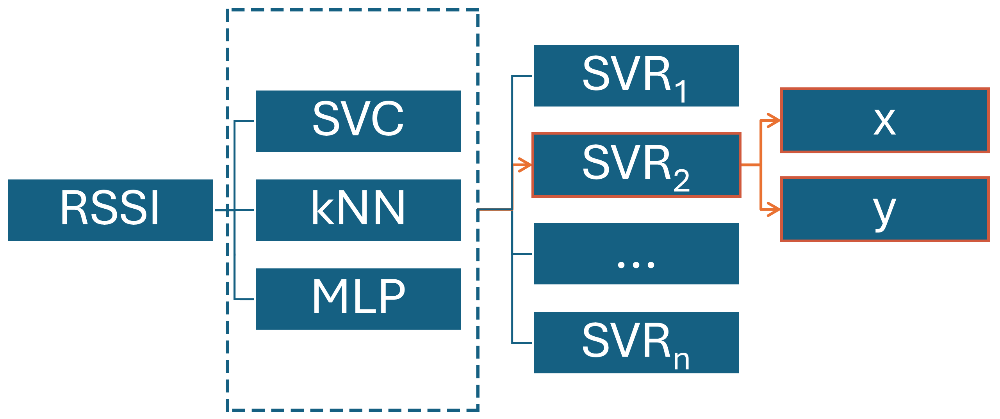 RSSI
SVC
kNN
MLP
SVR₁
SVR₂
...
SVRₙ
x
y